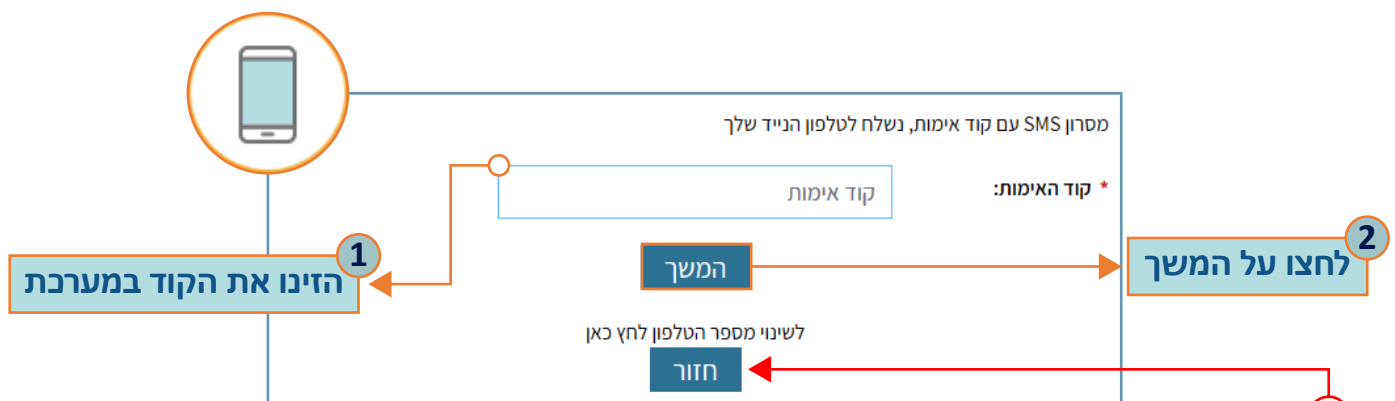 מסרון SMS עם קוד אימות, נשלח לטלפון הנייד שלך
* קוד האימות:
קוד אימות
1
הזינו את הקוד במערכת
המשך
2
לחצו על המשך
לשינוי מספר הטלפון לחץ כאן
חזור